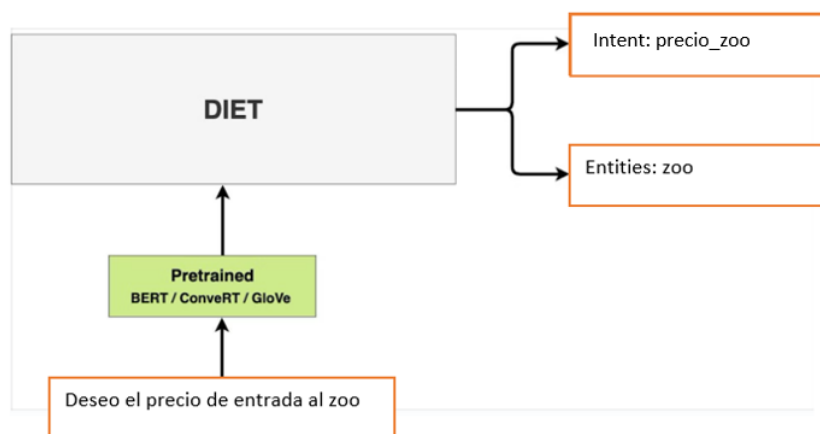 Intent: precio_zoo
DIET
Entities: zoo
Pretrained
BERT / ConveRT / GloVe
Deseo el precio de entrada al zoo